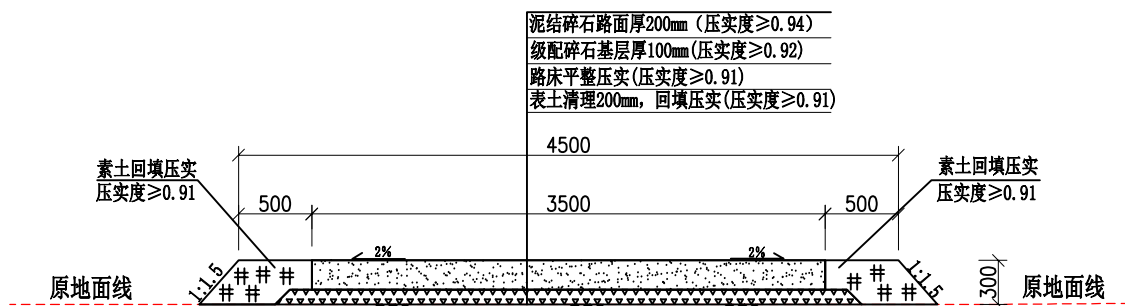 泥结碎石路面厚200mm（压实度≥0.94）
级配碎石基层厚100mm(压实度≥0.92)
路床平整压实(压实度≥0.91)
表土清理200mm，回填压实(压实度≥0.91)
4500
素土回填压实
压实度≥0.91
素土回填压实
压实度≥0.91
500
3500
500
2%
2%
1:1.5
1:1.5
300
原地面线
原地面线